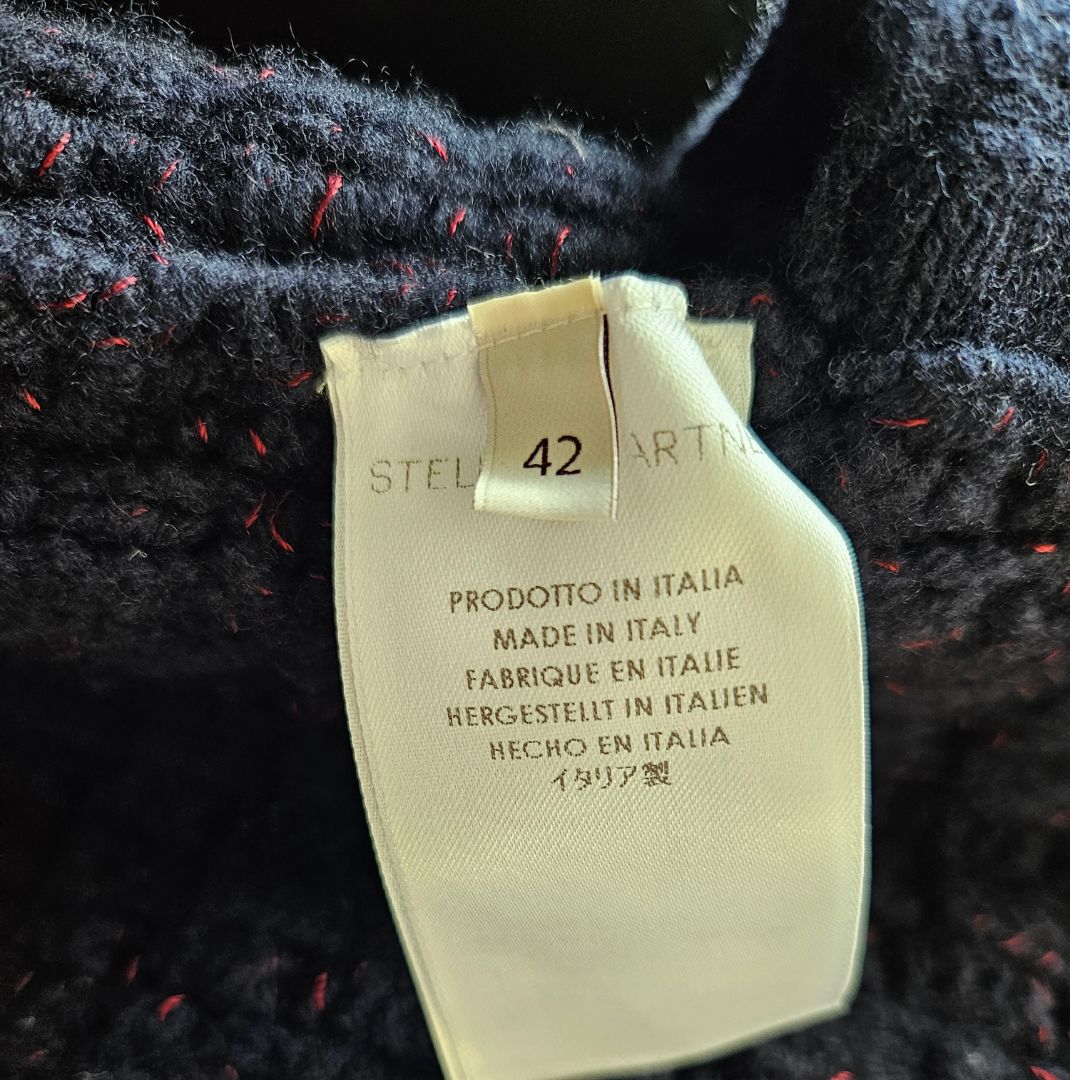 42
STEL ARTN
PRODOTTO IN ITALIA
MADE IN ITALY
FABRIQUE EN ITALIE
HERGESTELLT IN ITALIEN
HECHO EN ITALIA
イタリア製